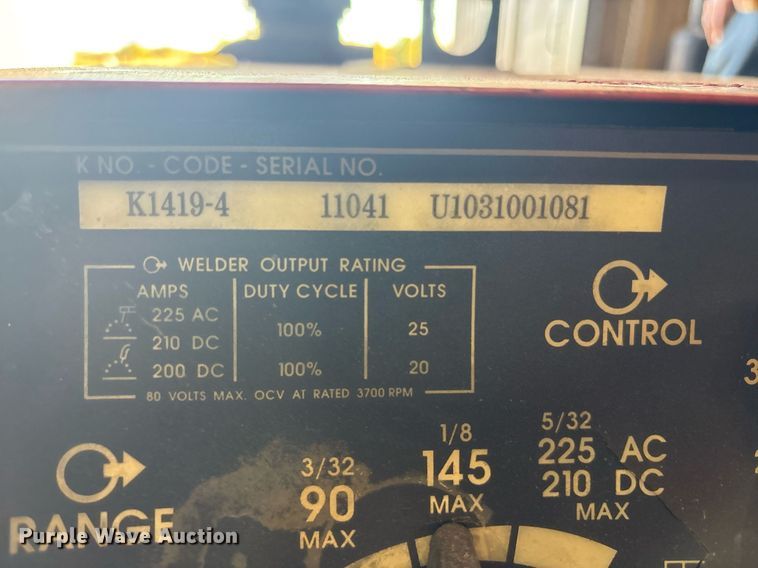 K NO. - CODE - SERIAL NO.
K1419-4 11041 U1031001081
WELDER OUTPUT RATING
AMPS DUTY CYCLE VOLTS
225 AC
100% 25
210 DC
200 DC 100% 20
80 VOLTS MAX. OCV AT RATED 3700 RPM
CONTROL
3
RANGE
3/32
90
MAX
1/8
145
MAX
5/32
225 AC
210 DC
MAX
Purple Wave Auction